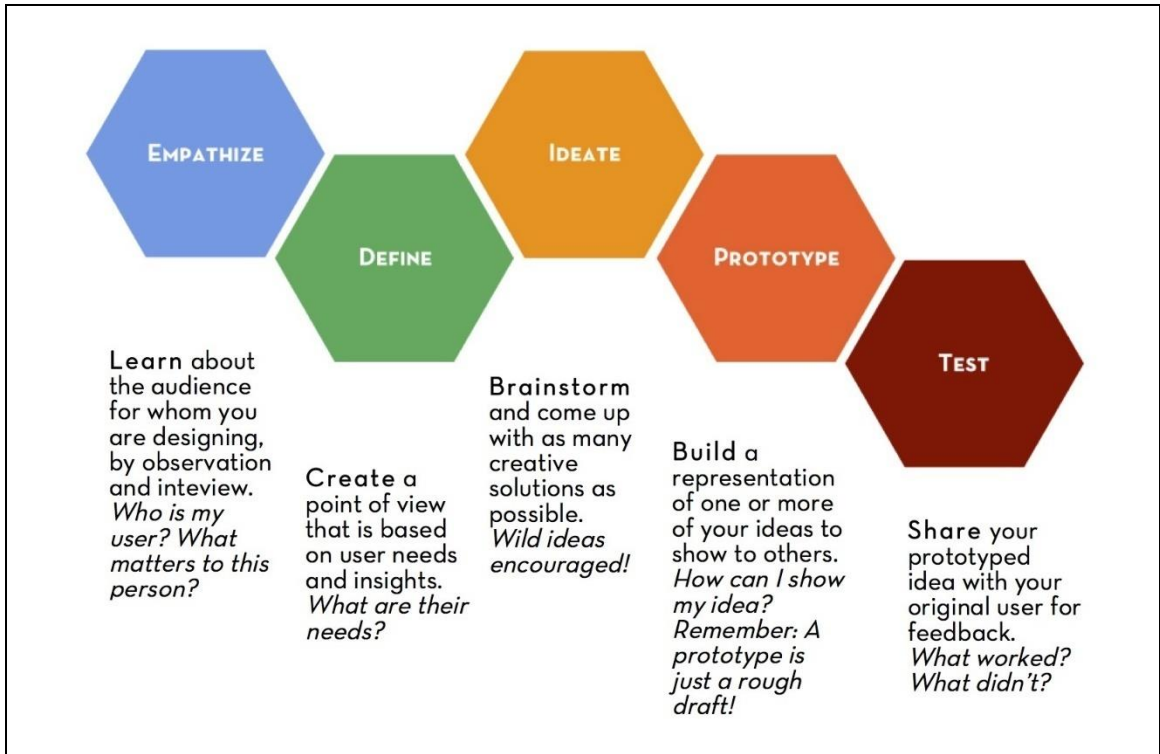 EMPATHIZE
DEFINE
IDEATE
PROTOTYPE
TEST
Learn about
the audience
for whom you
are designing,
by observation
and inteview.
Who is my
user? What
matters to this
person?
Create a
point of view
that is based
on user needs
and insights.
What are their
needs?
Brainstorm
and come up
with as many
creative
solutions as
possible.
Wild ideas
encouraged!
Build a
representation
of one or more
of your ideas to
show to others.
How can I show
my idea?
Remember: A
prototype is
just a rough
draft!
Share your
prototyped
idea with your
original user for
feedback.
What worked?
What didn't?